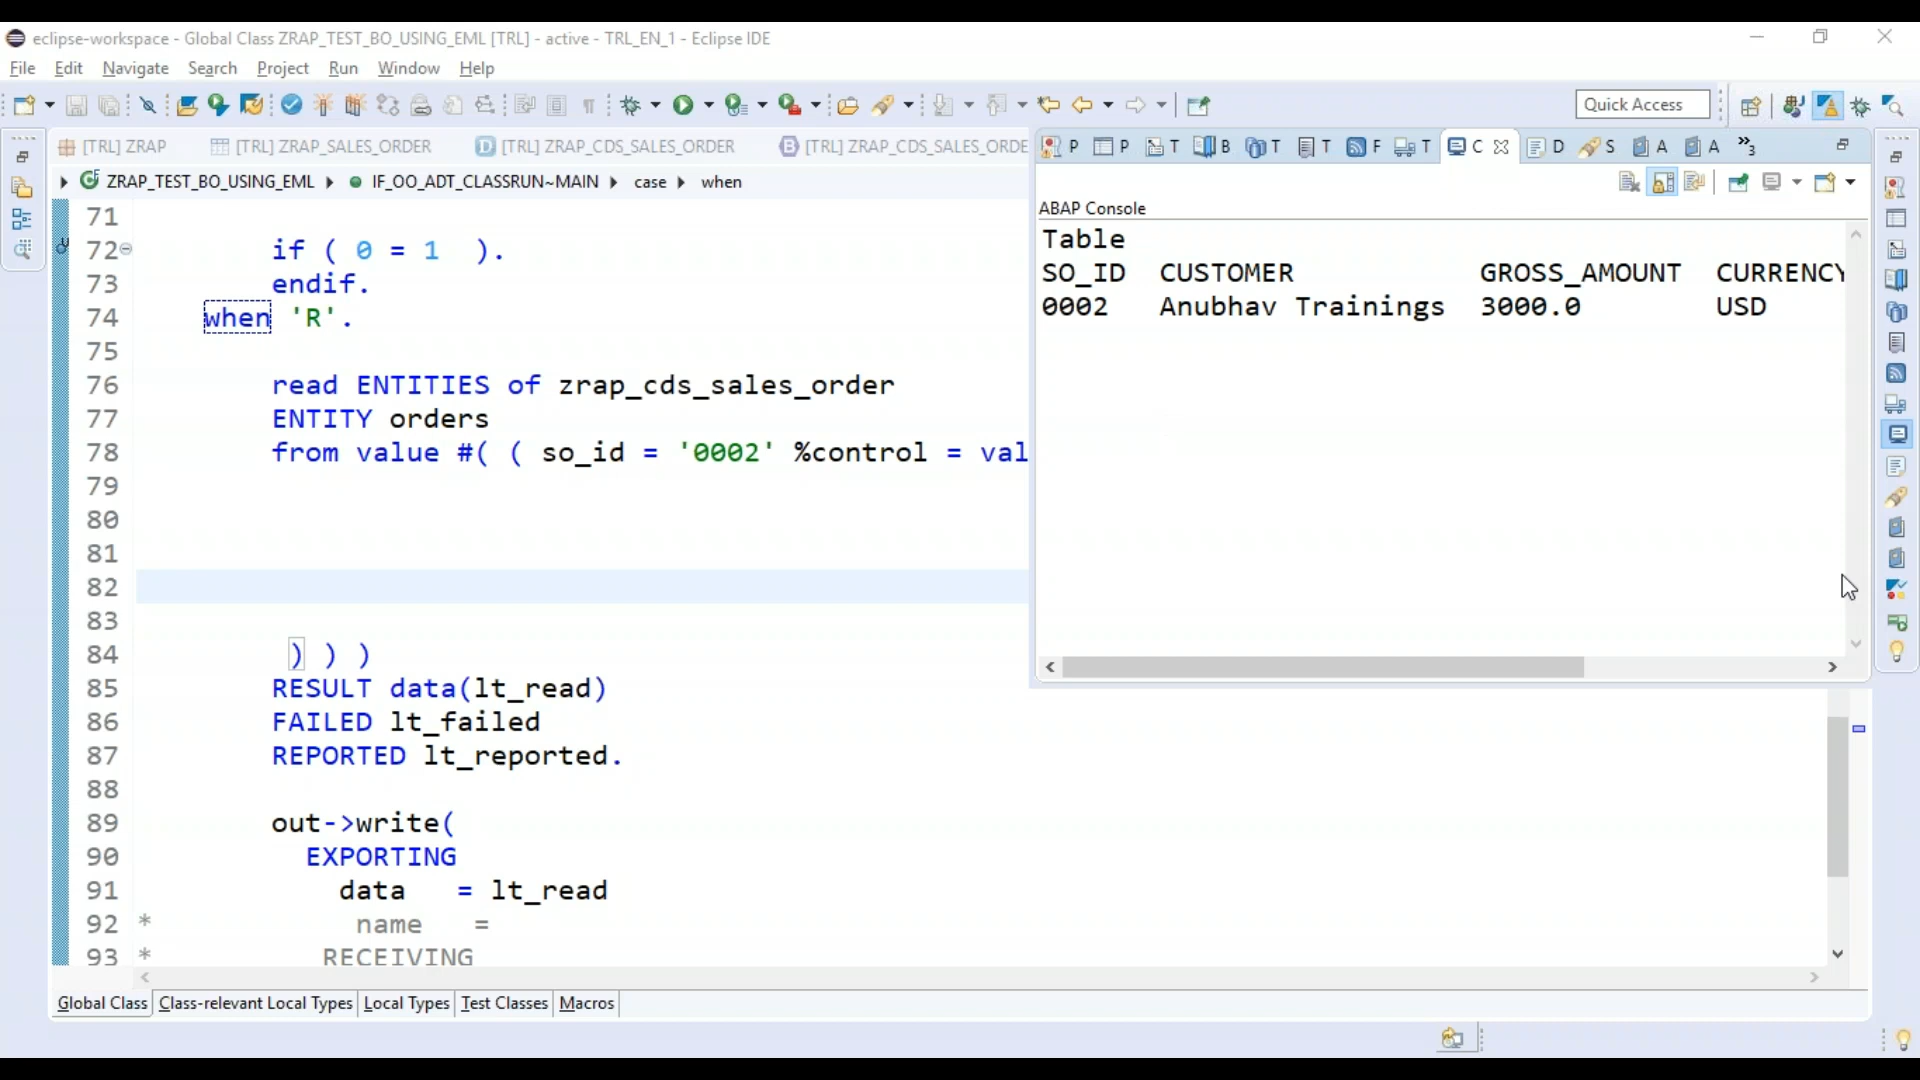 eclipse-workspace - Global Class ZRAP_TEST_BO_USING_EML [TRL] - active - TRL_EN_1 - Eclipse IDE
File Edit Navigate Search Project Run Window Help
Quick Access
[TRL] ZRAP [TRL] ZRAP_SALES_ORDER [TRL] ZRAP_CDS_SALES_ORDER [TRL] ZRAP_CDS_SALES_ORDE
P P T B T T F T C D S A A »3
ZRAP_TEST_BO_USING_EML IF_OO_ADT_CLASSRUN~MAIN case when
ABAP Console
Table
SO_ID CUSTOMER GROSS_AMOUNT CURRENCY
0002 Anubhav Trainings 3000.0 USD
71
72 if ( 0 = 1 ).
73 endif.
74 when 'R'.
75
76 read ENTITIES of zrap_cds_sales_order
77 ENTITY orders
78 from value #( ( so_id = '0002' %control = val
79
80
81
82
83
84 ) ) )
85 RESULT data(lt_read)
86 FAILED lt_failed
87 REPORTED lt_reported.
88
89 out->write(
90 EXPORTING
91 data = lt_read
92 * name =
93 * RECEIVING
Global Class Class-relevant Local Types Local Types Test Classes Macros